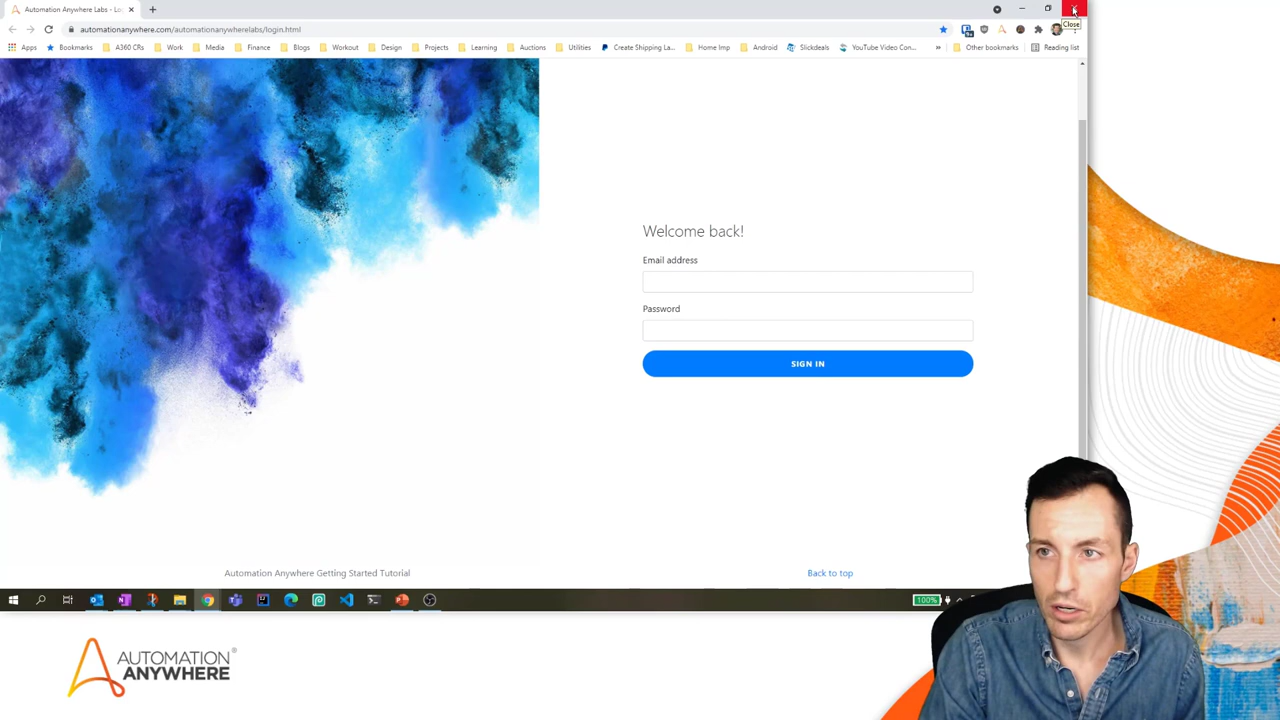 Automation Anywhere Labs - Log
automationanywhere.com/automationanywherelabs/login.html
Close
Apps
Bookmarks
A360 CRs
Work
Media
Finance
Blogs
Workout
Design
Projects
Learning
Auctions
Utilities
Create Shipping La...
Home Imp
Android
Slickdeals
YouTube Video Con...
»
Other bookmarks
Reading list
Welcome back!
Email address
Password
SIGN IN
Automation Anywhere Getting Started Tutorial
Back to top
100%
AUTOMATION®
ANYWHERE